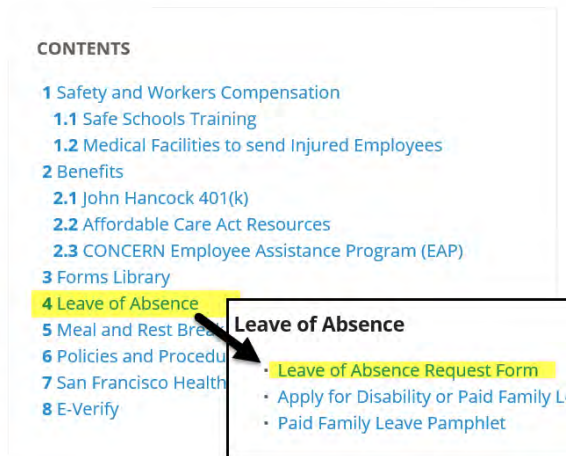 CONTENTS
1 Safety and Workers Compensation
1.1 Safe Schools Training
1.2 Medical Facilities to send Injured Employees
2 Benefits
2.1 John Hancock 401(k)
2.2 Affordable Care Act Resources
2.3 CONCERN Employee Assistance Program (EAP)
3 Forms Library
4 Leave of Absence
5 Meal and Rest
6 Policies and
7 San Francisco Health
8 E-Verify
Leave of Absence
· Leave of Absence Request Form
· Apply for Disability or Paid Family
· Paid Family Leave Pamphlet